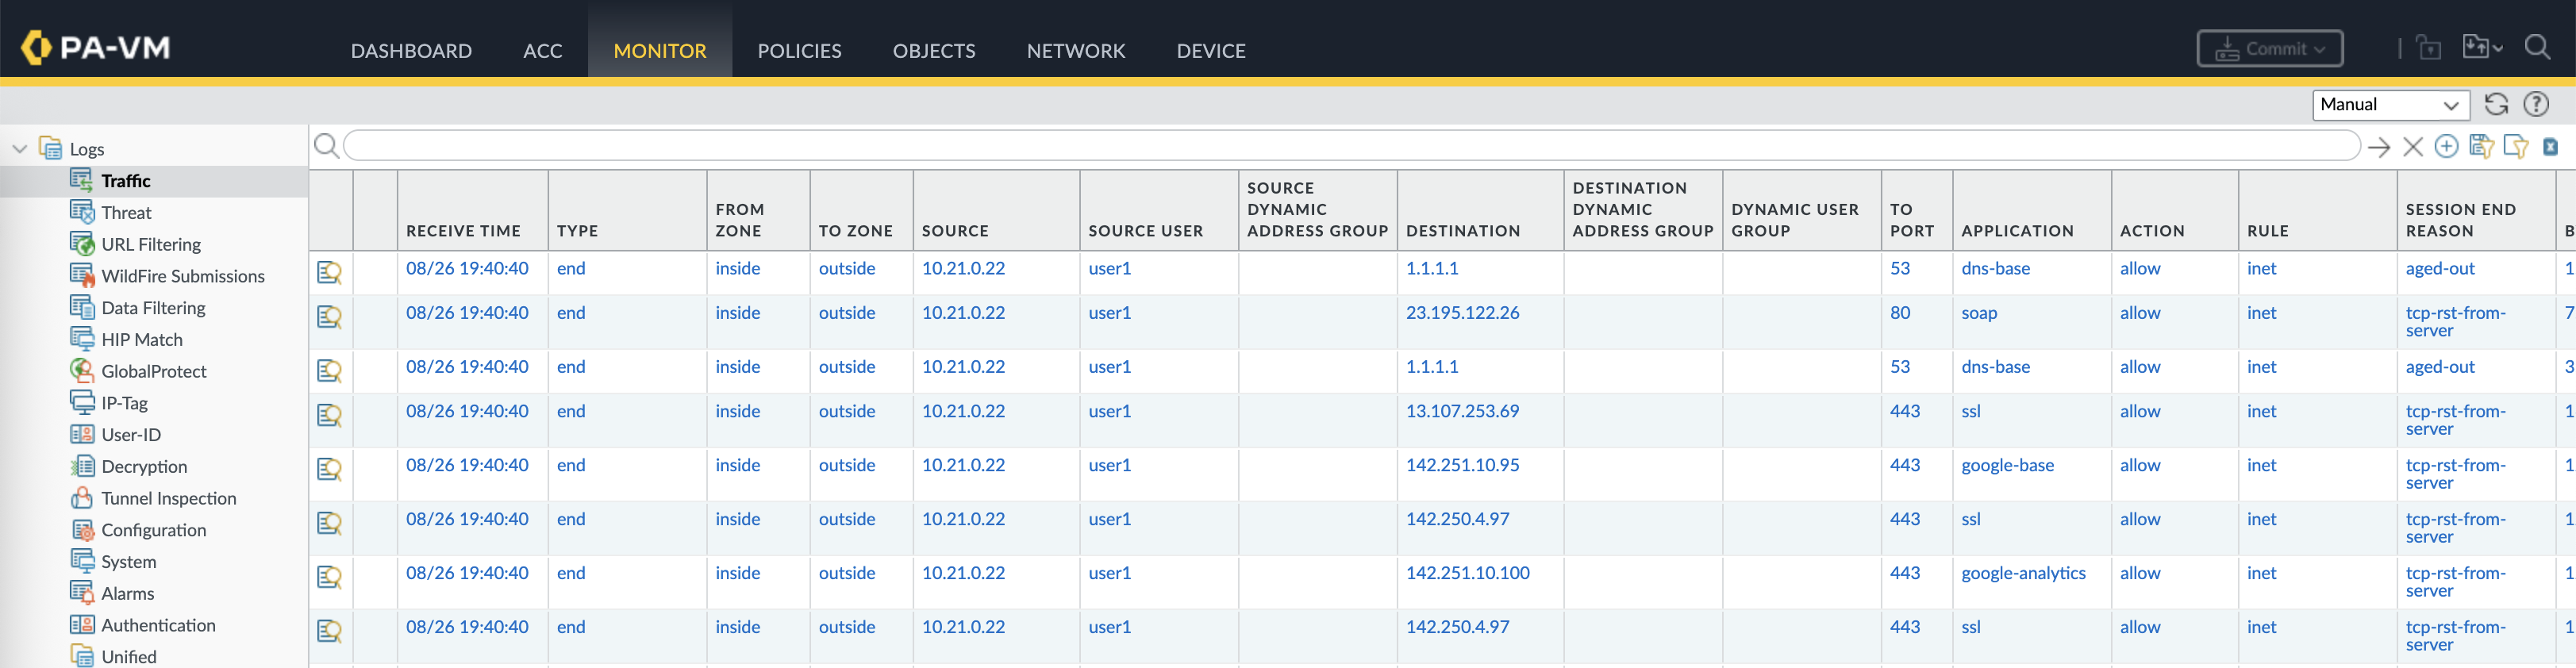 PA-VM
DASHBOARD ACC MONITOR POLICIES OBJECTS NETWORK DEVICE
Commit
Manual
Logs
Traffic
Threat
URL Filtering
WildFire Submissions
Data Filtering
HIP Match
GlobalProtect
IP-Tag
User-ID
Decryption
Tunnel Inspection
Configuration
System
Alarms
Authentication
Unified
RECEIVE TIME TYPE FROM ZONE TO ZONE SOURCE SOURCE USER SOURCE DYNAMIC ADDRESS GROUP DESTINATION DESTINATION DYNAMIC ADDRESS GROUP DYNAMIC USER GROUP TO PORT APPLICATION ACTION RULE SESSION END REASON B
08/26 19:40:40 end inside outside 10.21.0.22 user1 1.1.1.1 53 dns-base allow inet aged-out 1
08/26 19:40:40 end inside outside 10.21.0.22 user1 23.195.122.26 80 soap allow inet tcp-rst-from-server 7
08/26 19:40:40 end inside outside 10.21.0.22 user1 1.1.1.1 53 dns-base allow inet aged-out 3
08/26 19:40:40 end inside outside 10.21.0.22 user1 13.107.253.69 443 ssl allow inet tcp-rst-from-server 1
08/26 19:40:40 end inside outside 10.21.0.22 user1 142.251.10.95 443 google-base allow inet tcp-rst-from-server 1
08/26 19:40:40 end inside outside 10.21.0.22 user1 142.250.4.97 443 ssl allow inet tcp-rst-from-server 1
08/26 19:40:40 end inside outside 10.21.0.22 user1 142.251.10.100 443 google-analytics allow inet tcp-rst-from-server 1
08/26 19:40:40 end inside outside 10.21.0.22 user1 142.250.4.97 443 ssl allow inet tcp-rst-from-server 1